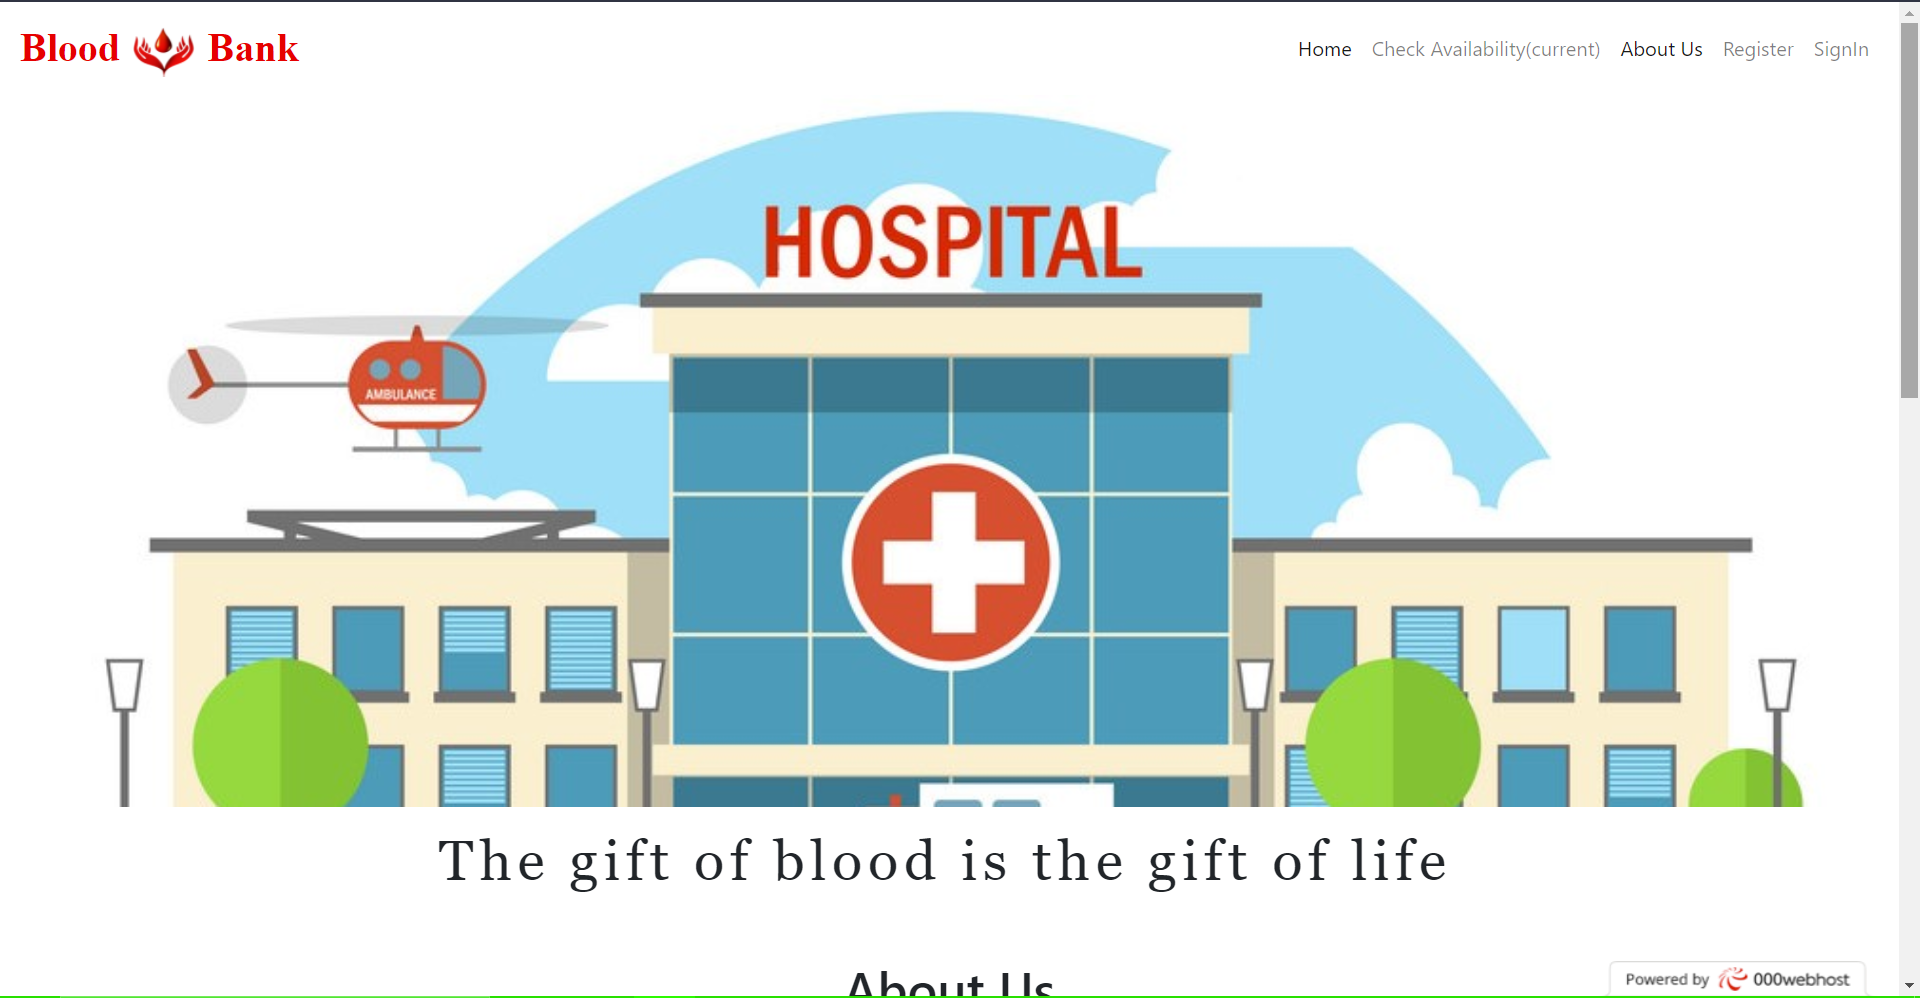 Blood Bank
Home Check Availability(current) About Us Register SignIn
HOSPITAL
AMBULANCE
The gift of blood is the gift of life
About Us
Powered by 000webhost